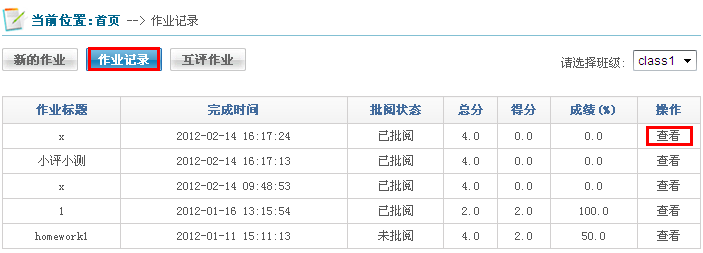 当前位置:首页 --> 作业记录
新的作业 作业记录 互评作业 请选择班级: class1
作业标题 完成时间 批阅状态 总分 得分 成绩(%) 操作
x 2012-02-14 16:17:24 已批阅 4.0 0.0 0.0 查看
小评小测 2012-02-14 16:17:13 已批阅 4.0 0.0 0.0 查看
x 2012-02-14 09:48:53 已批阅 4.0 0.0 0.0 查看
1 2012-01-16 13:15:54 已批阅 2.0 2.0 100.0 查看
homework1 2012-01-11 15:11:13 未批阅 4.0 2.0 50.0 查看